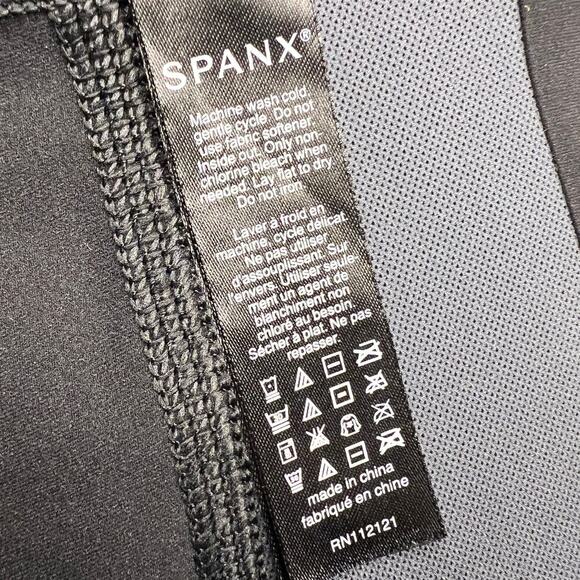 SPANX®
Machine wash cold
gentle cycle. Do not
use fabric softener
Inside out. Only non-
chlorine bleach when
needed. Lay flat to dry
Do not iron
Laver à froid en
machine, cycle délicat
Ne pas utiliser
d'assouplissant. Sur
l'envers. Utiliser seule-
ment un agent de
blanchiment non
chloré au besoin.
Sécher à plat. Ne pas
repasser.
made in china
fabriqué en chine
RN112121